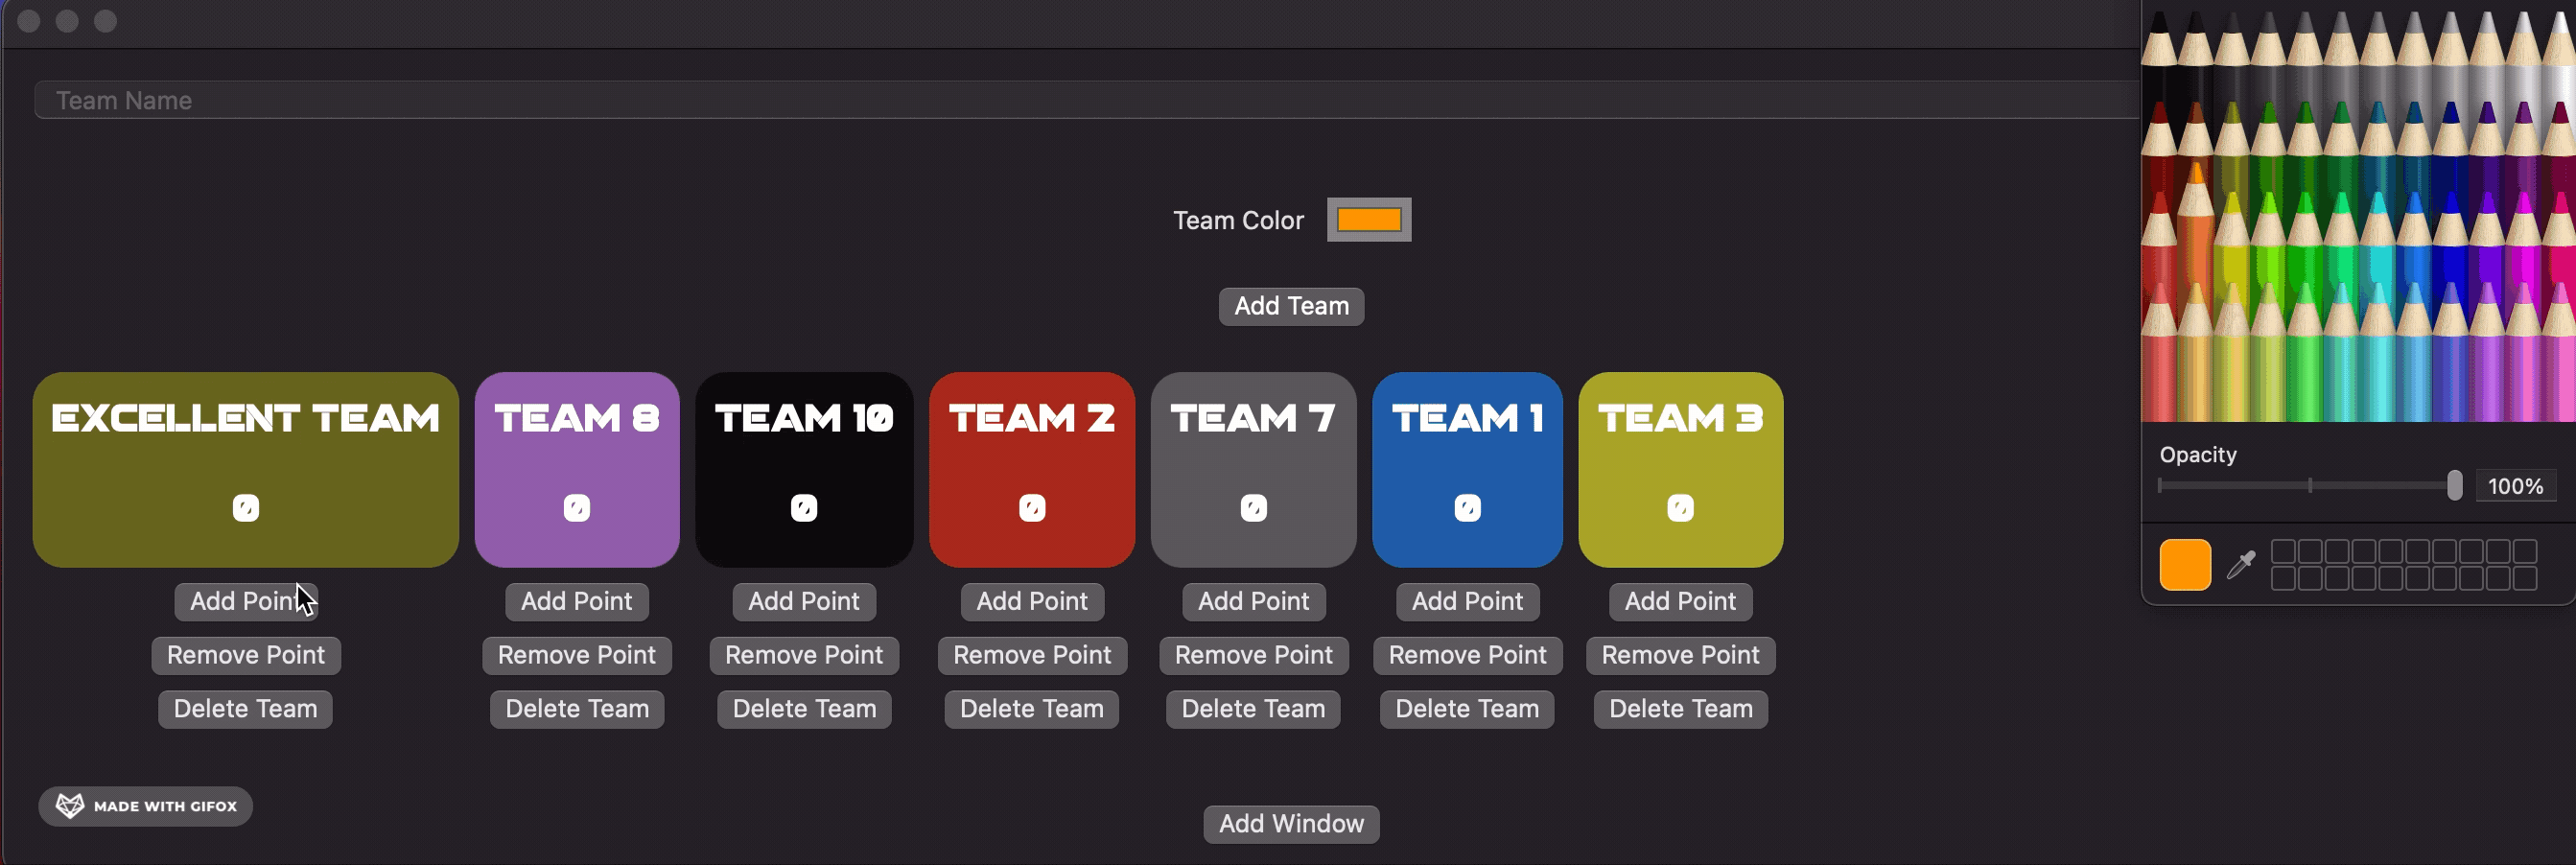 Team Name
Team Color
Add Team
EXCELLENT TEAM
0
Add Point
Remove Point
Delete Team
TEAM 8
0
Add Point
Remove Point
Delete Team
TEAM 10
0
Add Point
Remove Point
Delete Team
TEAM 2
0
Add Point
Remove Point
Delete Team
TEAM 7
0
Add Point
Remove Point
Delete Team
TEAM 1
0
Add Point
Remove Point
Delete Team
TEAM 3
0
Add Point
Remove Point
Delete Team
MADE WITH GIFOX
Add Window
Opacity
100%